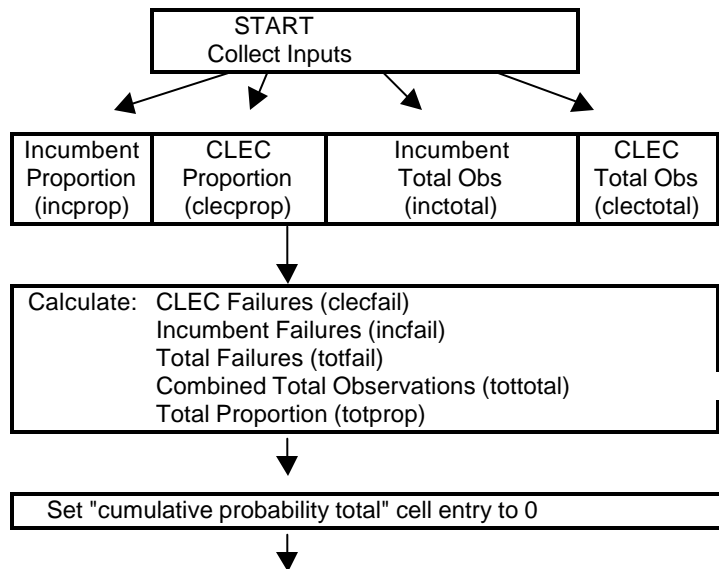 START
Collect Inputs
Incumbent
Proportion
(incprop)
CLEC
Proportion
(clecprop)
Incumbent
Total Obs
(inctotal)
CLEC
Total Obs
(clectotal)
Calculate: CLEC Failures (clecfail)
Incumbent Failures (incfail)
Total Failures (totfail)
Combined Total Observations (tottotal)
Total Proportion (totprop)
Set "cumulative probability total" cell entry to 0